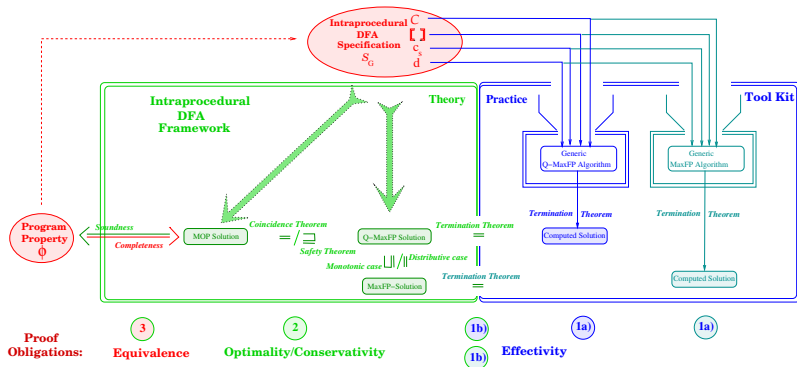 Intraprocedural
DFA
Specification
S_G
C
[ ]
c_s
d
Intraprocedural
DFA
Framework
Theory
Practice
Tool Kit
Generic
Q-MaxFP Algorithm
Generic
MaxFP Algorithm
Termination Theorem
Termination Theorem
Program
Property
ϕ
Soundness
Completeness
MOP Solution
Coincidence Theorem
= / ⊒
Safety Theorem
Q-MaxFP Solution
Termination Theorem
=
Computed Solution
Monotonic case ⊔| / || Distributive case
MaxFP-Solution
Termination Theorem
=
Computed Solution
Proof
Obligations:
3
Equivalence
2
Optimality/Conservativity
1b)
1b)
Effectivity
1a)
1a)